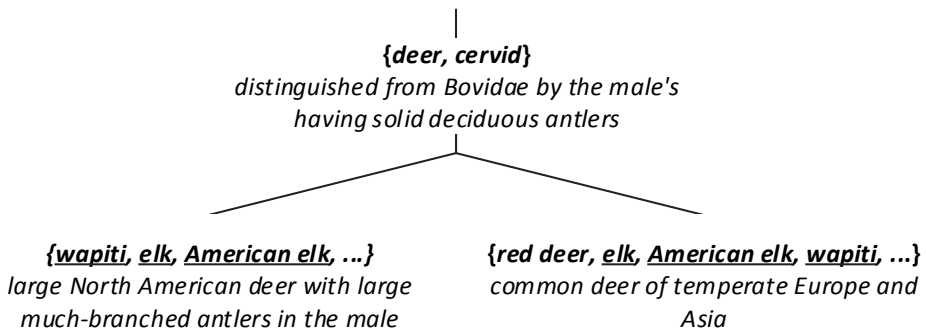 {deer, cervid}
distinguished from Bovidae by the male's
having solid deciduous antlers
{wapiti, elk, American elk, ...}
large North American deer with large
much-branched antlers in the male
{red deer, elk, American elk, wapiti, ...}
common deer of temperate Europe and
Asia